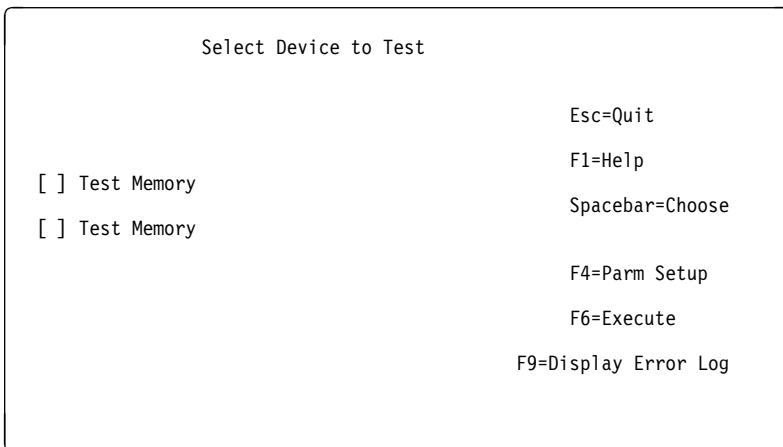 Select Device to Test
Esc=Quit
F1=Help
[ ] Test Memory
Spacebar=Choose
[ ] Test Memory
F4=Parm Setup
F6=Execute
F9=Display Error Log